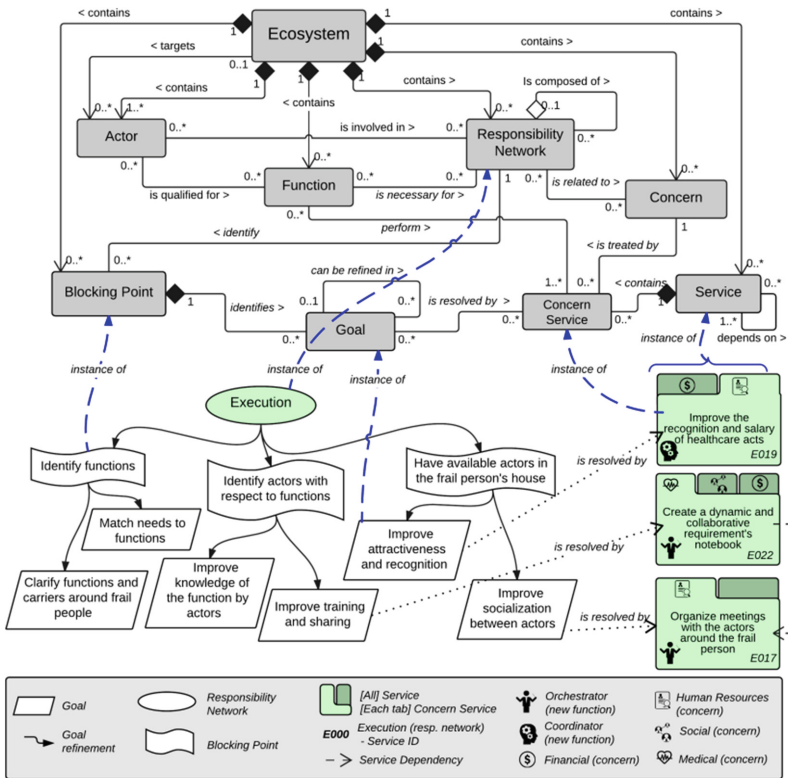 < contains
contains >
1
Ecosystem
1
< targets
contains >
0..1
1
1
1
1
< contains
< contains
contains >
Is composed of >
0..1
0..*
1..*
0..*
Actor
0..*
is involved in >
0..*
Responsibility
Network
0..*
0..*
0..*
0..*
0..*
Function
0..*
0..*
1
0..*
is related to >
0..*
Concern
is qualified for >
is necessary for >
0..*
perform >
1
< identify
< is treated by
0..*
0..*
can be refined in >
1..*
0..*
0..*
0..*
Blocking Point
1
identifies >
0..1
0..*
is resolved by >
Concern
Service
< contains
1
Service
0..*
Goal
0..*
0..*
0..*
1..*
depends on >
instance of
instance of
instance of
instance of
instance of
Execution
Identify functions
Identify actors with
respect to functions
Have available actors in
the frail person's house
Match needs to
functions
Clarify functions and
carriers around frail
people
Improve
knowledge of
the function by
actors
Improve training
and sharing
Improve
attractiveness
and recognition
Improve
socialization
between actors
is resolved by
is resolved by
is resolved by
Improve the
recognition and salary
of healthcare acts
E019
Create a dynamic and
collaborative
requirement's
notebook
E022
Organize meetings
with the actors
around the frail
person
E017
Goal
Goal
refinement
Responsibility
Network
Blocking Point
[All] Service
[Each tab] Concern Service
E000 Execution (resp. network)
- Service ID
Service Dependency
Orchestrator
(new function)
Coordinator
(new function)
Financial (concern)
Human Resources
(concern)
Social (concern)
Medical (concern)